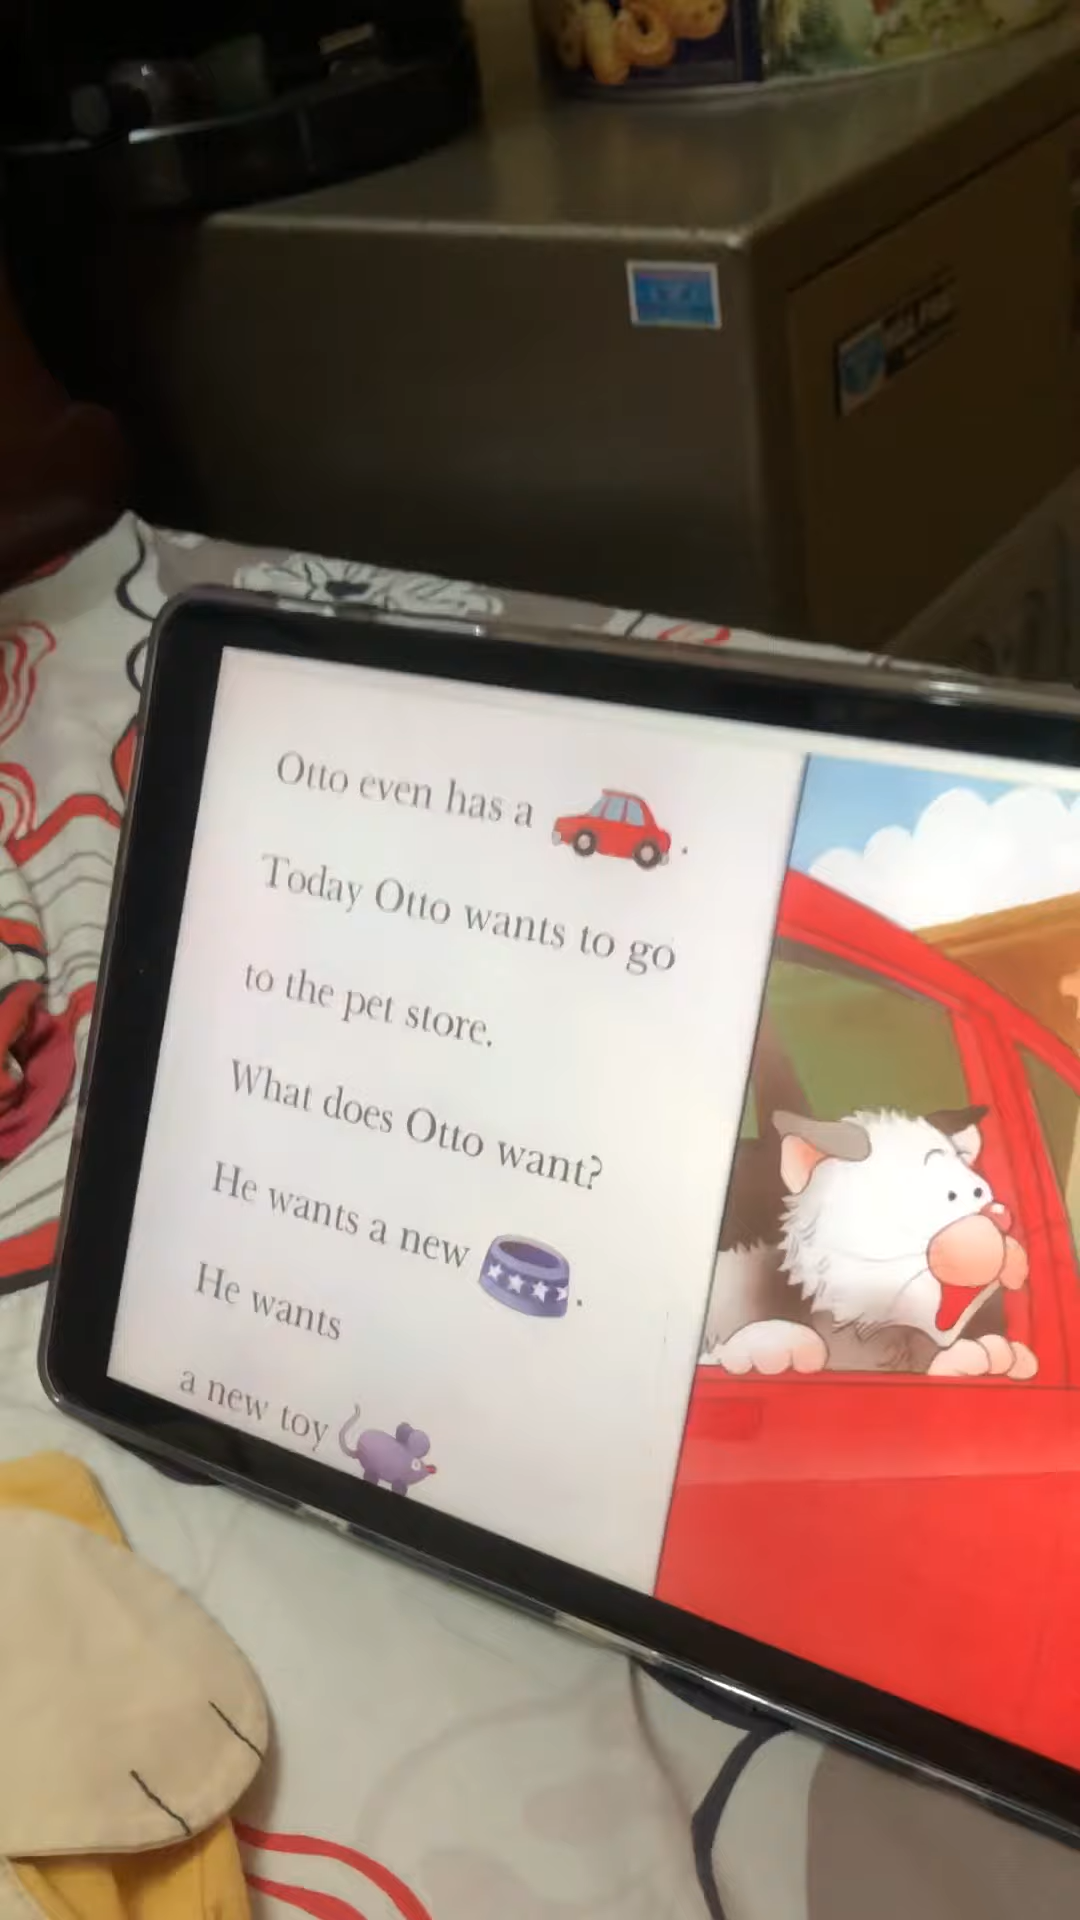 Otto even has a .
Today Otto wants to go
to the pet store.
What does Otto want?
He wants a new .
He wants
a new toy